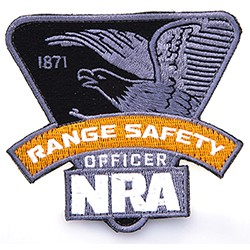 1871
RANGE SAFETY
OFFICER
NRA